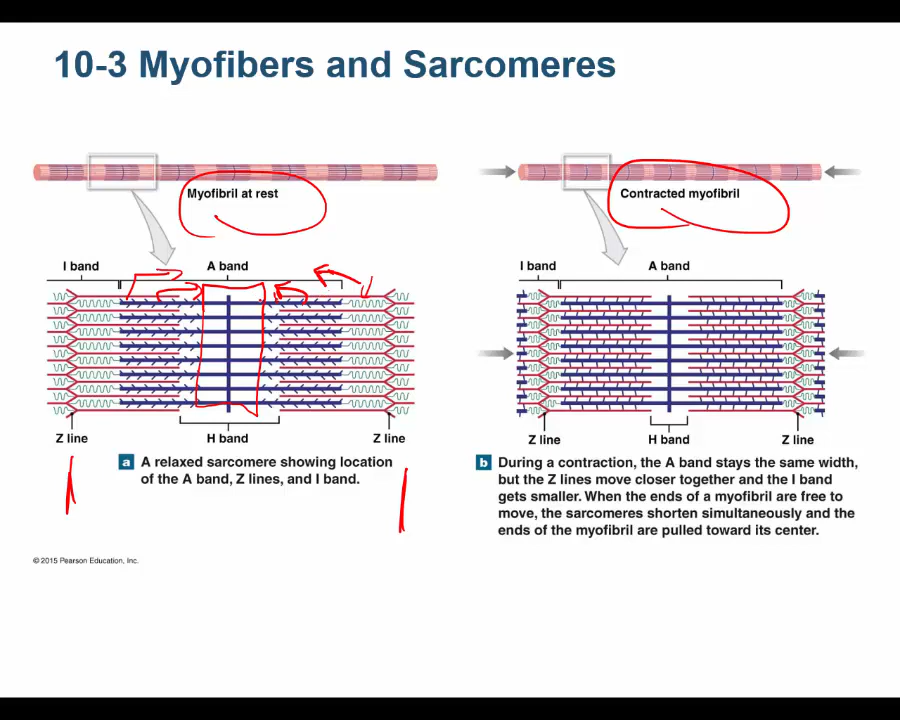 10-3 Myofibers and Sarcomeres
Myofibril at rest
I band
A band
Z line
H band
Z line
a A relaxed sarcomere showing location
of the A band, Z lines, and I band.
Contracted myofibril
I band
A band
Z line
H band
Z line
b During a contraction, the A band stays the same width,
but the Z lines move closer together and the I band
gets smaller. When the ends of a myofibril are free to
move, the sarcomeres shorten simultaneously and the
ends of the myofibril are pulled toward its center.
© 2015 Pearson Education, Inc.